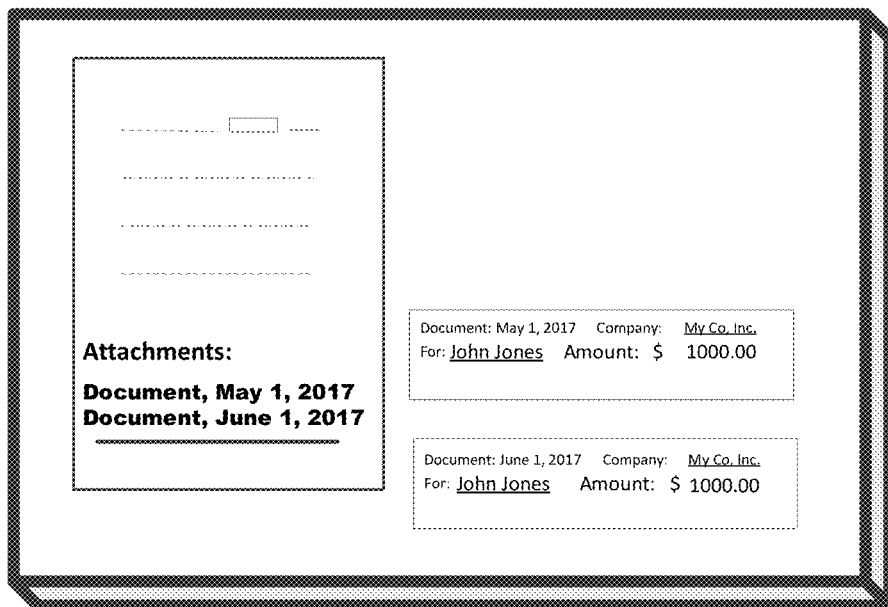 Attachments:
Document, May 1, 2017
Document, June 1, 2017
Document: May 1, 2017 Company: My Co, Inc.
For: John Jones Amount: $ 1000.00
Document: June 1, 2017 Company: My Co, Inc.
For: John Jones Amount: $ 1000.00